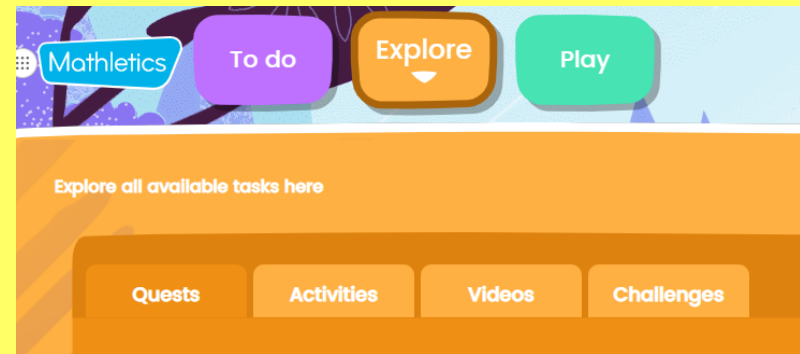 Mathletics
To do
Explore
Play
Explore all available tasks here
Quests
Activities
Videos
Challenges